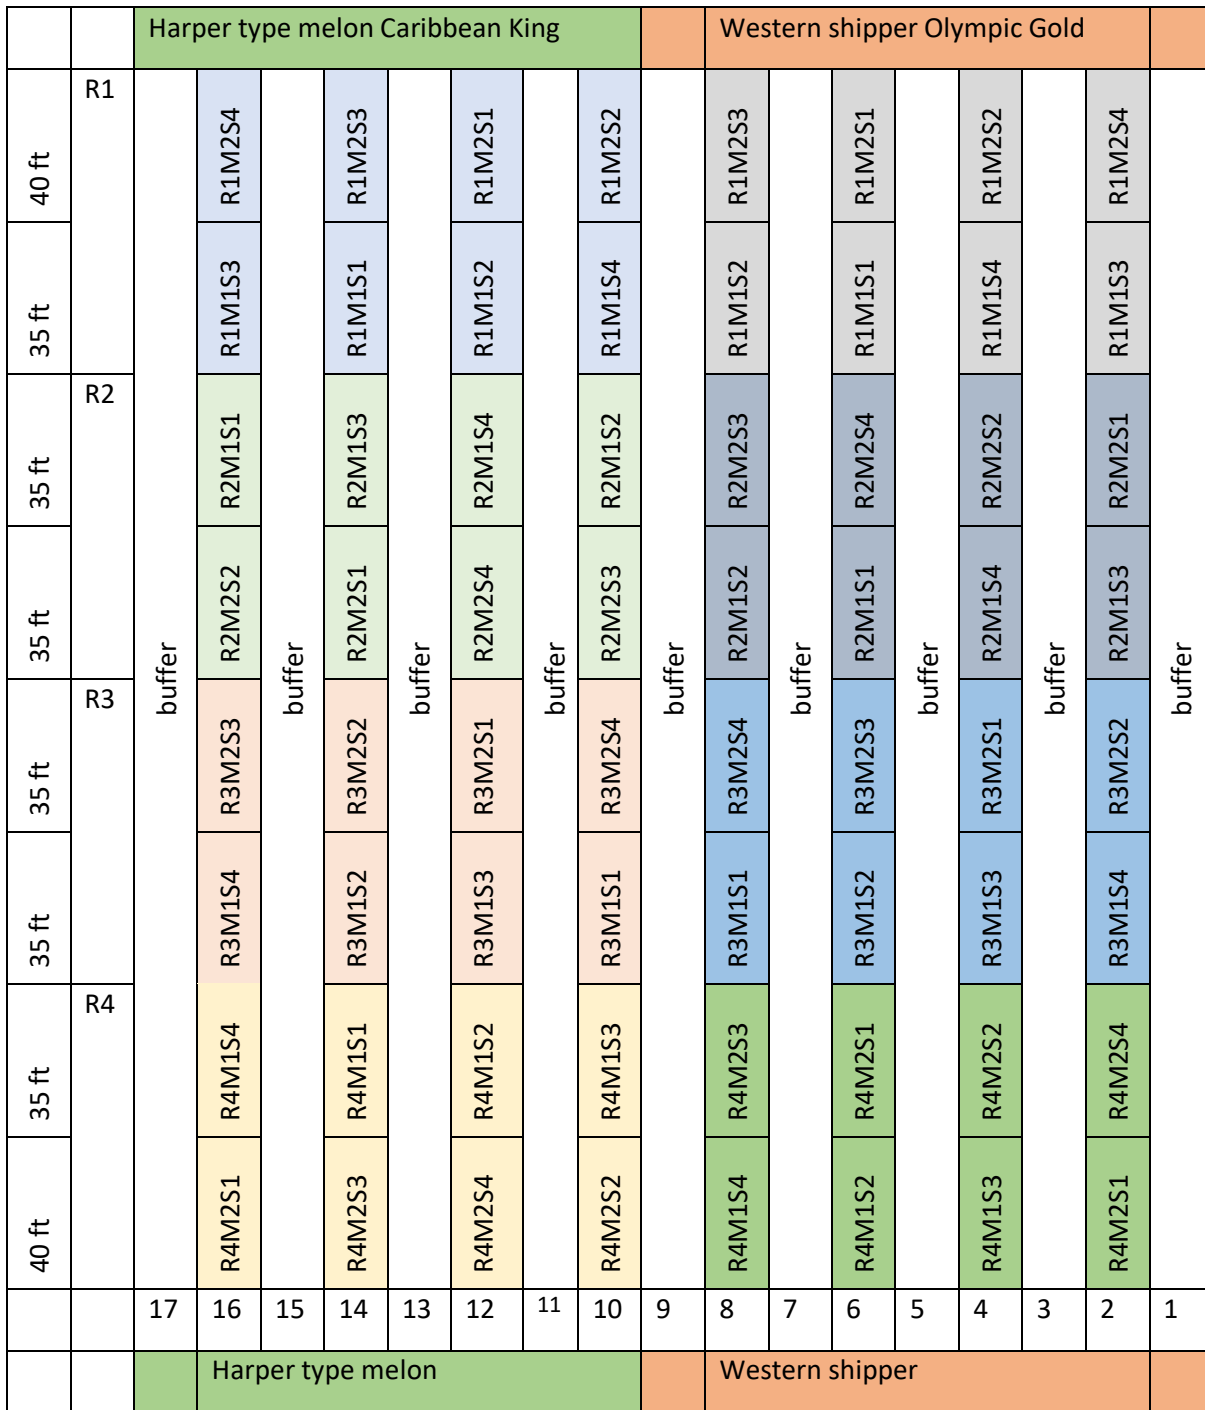 Harper type melon Caribbean King Western shipper Olympic Gold
40 ft R1 R1M2S4 R1M2S3 R1M2S1 R1M2S2 R1M2S3 R1M2S1 R1M2S2 R1M2S4
35 ft R1M1S3 R1M1S1 R1M1S2 R1M1S4 R1M1S2 R1M1S1 R1M1S4 R1M1S3
35 ft R2 R2M1S1 R2M1S3 R2M1S4 R2M1S2 R2M2S3 R2M2S4 R2M2S2 R2M2S1
35 ft R2M2S2 R2M2S1 R2M2S4 R2M2S3 R2M1S2 R2M1S1 R2M1S4 R2M1S3
buffer buffer buffer buffer buffer buffer buffer buffer buffer
35 ft R3 R3M2S3 R3M2S2 R3M2S1 R3M2S4 R3M2S4 R3M2S3 R3M2S1 R3M2S2
35 ft R3M1S4 R3M1S2 R3M1S3 R3M1S1 R3M1S1 R3M1S2 R3M1S3 R3M1S4
35 ft R4 R4M1S4 R4M1S1 R4M1S2 R4M1S3 R4M2S3 R4M2S1 R4M2S2 R4M2S4
40 ft R4M2S1 R4M2S3 R4M2S4 R4M2S2 R4M1S4 R4M1S2 R4M1S3 R4M2S1
17 16 15 14 13 12 11 10 9 8 7 6 5 4 3 2 1
Harper type melon Western shipper